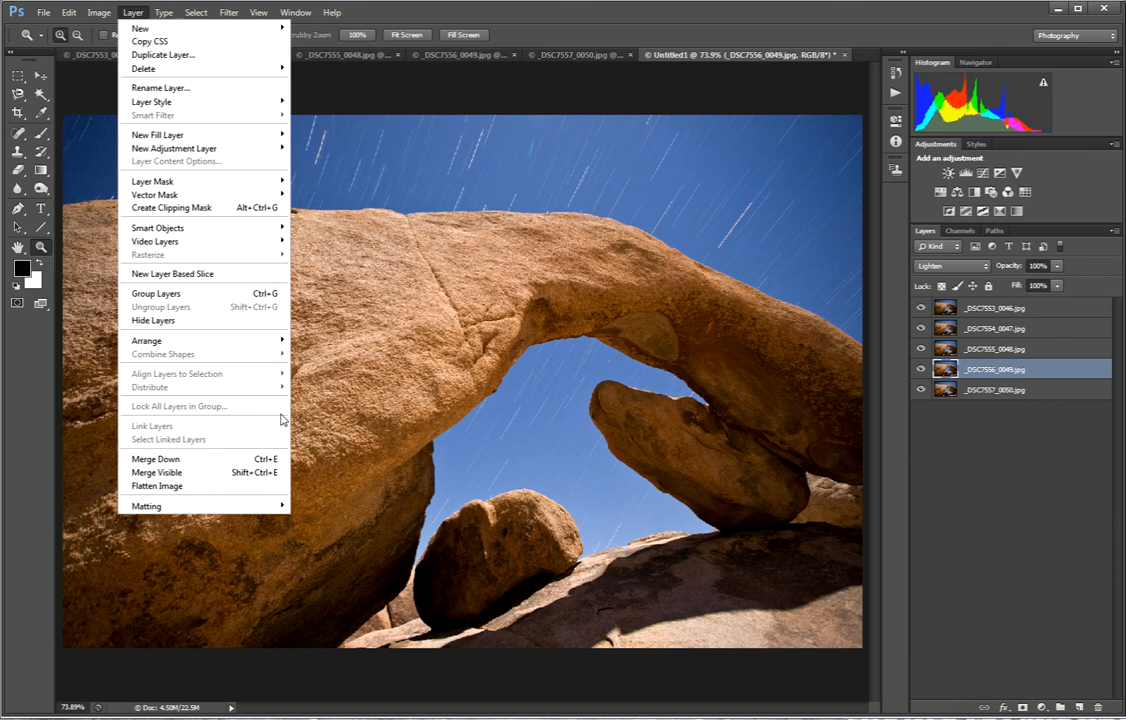 Ps File Edit Image Layer Type Select Filter View Window Help
Scrubby Zoom 100% Fit Screen Fill Screen Photography
© _DSC7553_00 _DSC7555_0048.jpg @... × © _DSC7556_0049.jpg @... × © _DSC7557_0050.jpg @... × © Untitled1 @ 73.9% (_DSC7556_0049.jpg, RGB/8*) * ×
New
Copy CSS
Duplicate Layer...
Delete
Rename Layer...
Layer Style
Smart Filter
New Fill Layer
New Adjustment Layer
Layer Content Options...
Layer Mask
Vector Mask
Create Clipping Mask Alt+Ctrl+G
Smart Objects
Video Layers
Rasterize
New Layer Based Slice
Group Layers Ctrl+G
Ungroup Layers Shift+Ctrl+G
Hide Layers
Arrange
Combine Shapes
Align Layers to Selection
Distribute
Lock All Layers in Group...
Link Layers
Select Linked Layers
Merge Down Ctrl+E
Merge Visible Shift+Ctrl+E
Flatten Image
Matting
Histogram Navigator
Adjustments Styles
Add an adjustment
Layers Channels Paths
Kind
Lighten Opacity: 100%
Lock: Fill: 100%
_DSC7553_0046.jpg
_DSC7554_0047.jpg
_DSC7555_0048.jpg
_DSC7556_0049.jpg
_DSC7557_0050.jpg
73.89% © Doc: 4.50M/22.5M